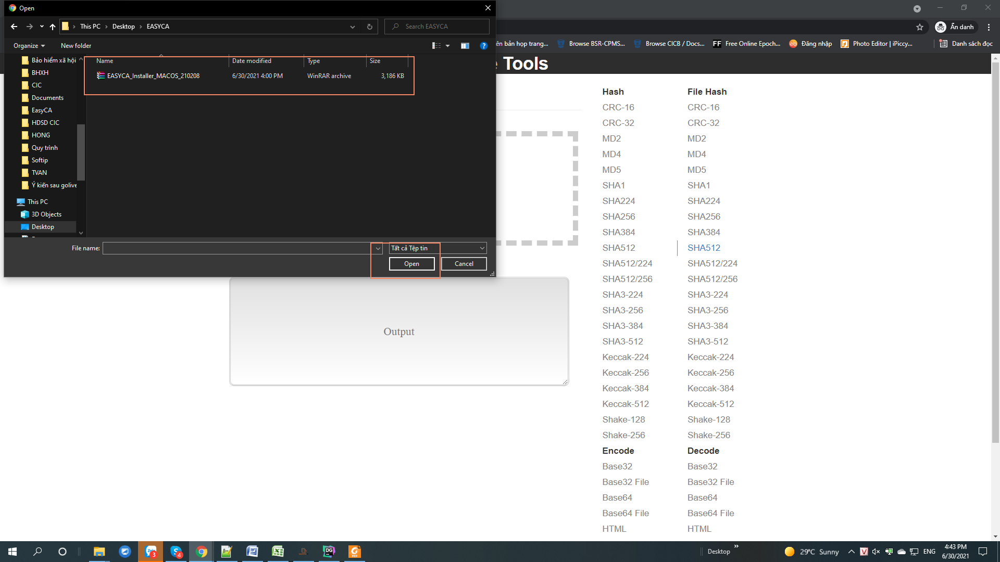 Open
This PC > Desktop > EASYCA
Search EASYCA
Organize
New folder
Bảo hiểm xã hội
BHXH
CIC
Documents
EasyCA
HDSD CIC
HONG
Quy trình
Softip
TVAN
Ý kiến sau golive
This PC
3D Objects
Desktop
Name Date modified Type Size
EASYCA_Installer_MACOS_210208 6/30/2021 4:00 PM WinRAR archive 3,186 KB
File name:
Tất cả Tệp tin
Open
Cancel
Ẩn danh
ên bản họp trang...
Browse BSR-CPMS...
Browse CICB / Docs...
FF Free Online Epoch...
Đăng nhập
Photo Editor | iPiccy...
Danh sách đọc
e Tools
Output
Hash
CRC-16
CRC-32
MD2
MD4
MD5
SHA1
SHA224
SHA256
SHA384
SHA512
SHA512/224
SHA512/256
SHA3-224
SHA3-256
SHA3-384
SHA3-512
Keccak-224
Keccak-256
Keccak-384
Keccak-512
Shake-128
Shake-256
Encode
Base32
Base32 File
Base64
Base64 File
HTML
File Hash
CRC-16
CRC-32
MD2
MD4
MD5
SHA1
SHA224
SHA256
SHA384
SHA512
SHA512/224
SHA512/256
SHA3-224
SHA3-256
SHA3-384
SHA3-512
Keccak-224
Keccak-256
Keccak-384
Keccak-512
Shake-128
Shake-256
Decode
Base32
Base32 File
Base64
Base64 File
HTML
Zalo 3
S 4
DG
PDF
Desktop
29°C Sunny
V
ENG
4:43 PM
6/30/2021